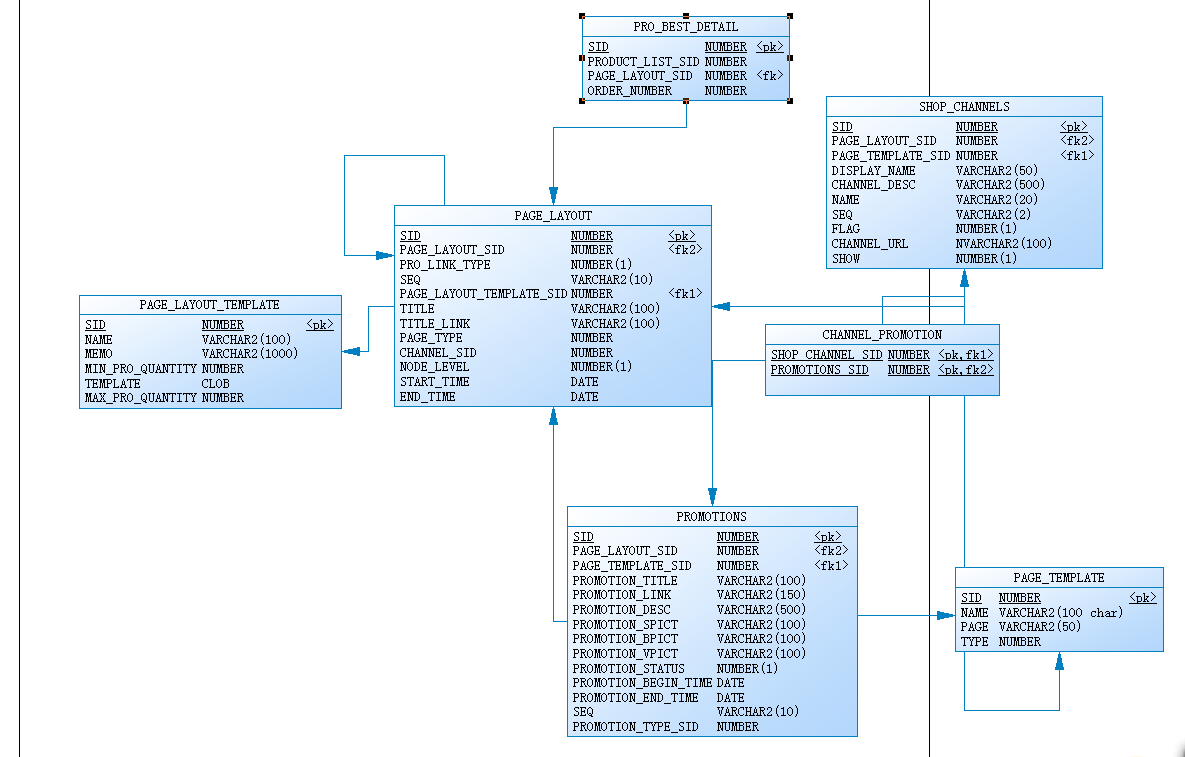 PRO_BEST_DETAIL
SID NUMBER <pk>
PRODUCT_LIST_SID NUMBER
PAGE_LAYOUT_SID NUMBER <fk>
ORDER_NUMBER NUMBER
SHOP_CHANNELS
SID NUMBER <pk>
PAGE_LAYOUT_SID NUMBER <fk2>
PAGE_TEMPLATE_SID NUMBER <fk1>
DISPLAY_NAME VARCHAR2(50)
CHANNEL_DESC VARCHAR2(500)
NAME VARCHAR2(20)
SEQ VARCHAR2(2)
FLAG NUMBER(1)
CHANNEL_URL NVARCHAR2(100)
SHOW NUMBER(1)
PAGE_LAYOUT
SID NUMBER <pk>
PAGE_LAYOUT_SID NUMBER <fk2>
PRO_LINK_TYPE NUMBER(1)
SEQ VARCHAR2(10)
PAGE_LAYOUT_TEMPLATE_SID NUMBER <fk1>
TITLE VARCHAR2(100)
TITLE_LINK VARCHAR2(100)
PAGE_TYPE NUMBER
CHANNEL_SID NUMBER
NODE_LEVEL NUMBER(1)
START_TIME DATE
END_TIME DATE
PAGE_LAYOUT_TEMPLATE
SID NUMBER <pk>
NAME VARCHAR2(100)
MEMO VARCHAR2(1000)
MIN_PRO_QUANTITY NUMBER
TEMPLATE CLOB
MAX_PRO_QUANTITY NUMBER
CHANNEL_PROMOTION
SHOP_CHANNEL_SID NUMBER <pk,fk1>
PROMOTIONS_SID NUMBER <pk,fk2>
PROMOTIONS
SID NUMBER <pk>
PAGE_LAYOUT_SID NUMBER <fk2>
PAGE_TEMPLATE_SID NUMBER <fk1>
PROMOTION_TITLE VARCHAR2(100)
PROMOTION_LINK VARCHAR2(150)
PROMOTION_DESC VARCHAR2(500)
PROMOTION_SPICT VARCHAR2(100)
PROMOTION_BPICT VARCHAR2(100)
PROMOTION_VPICT VARCHAR2(100)
PROMOTION_STATUS NUMBER(1)
PROMOTION_BEGIN_TIME DATE
PROMOTION_END_TIME DATE
SEQ VARCHAR2(10)
PROMOTION_TYPE_SID NUMBER
PAGE_TEMPLATE
SID NUMBER <pk>
NAME VARCHAR2(100 char)
PAGE VARCHAR2(50)
TYPE NUMBER